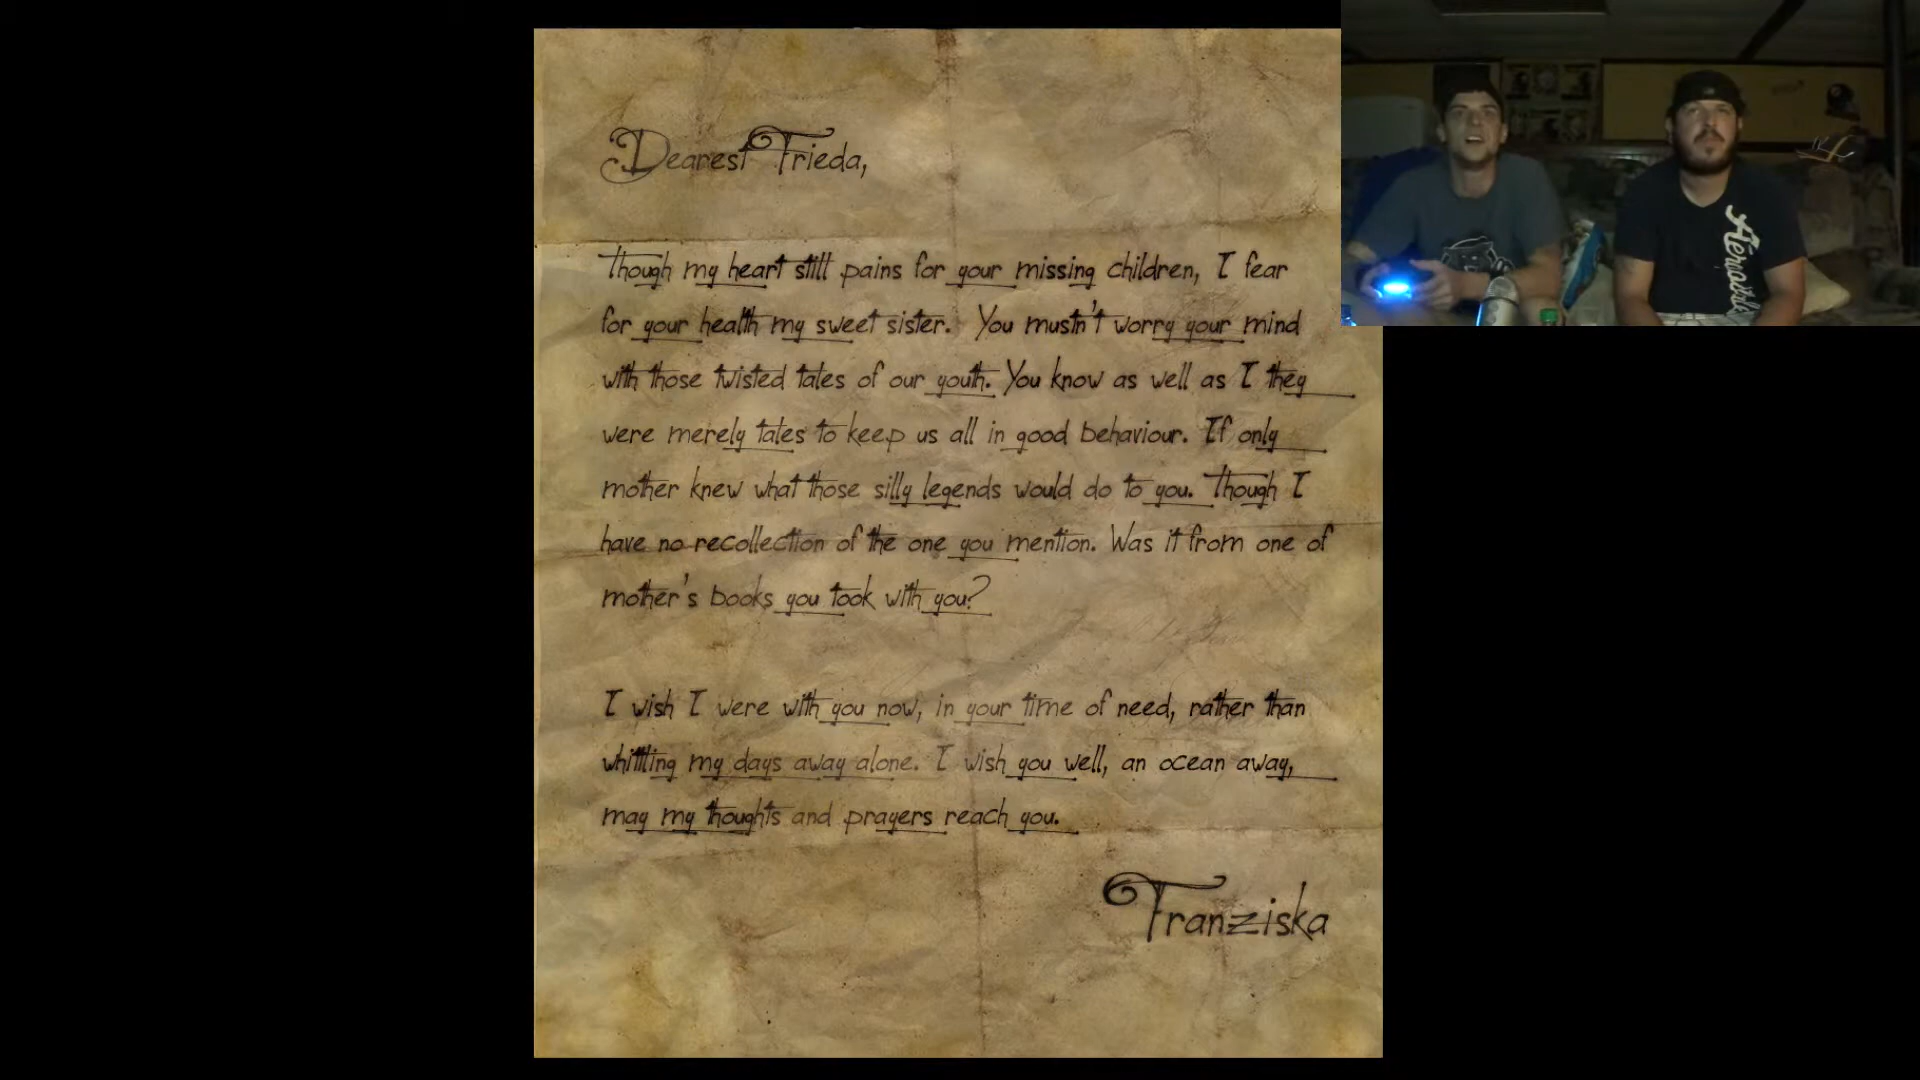 Dearest Frieda,
Though my heart still pains for your missing children, I fear
for your health my sweet sister. You mustn't worry your mind
with those twisted tales of our youth. You know as well as I they
were merely tales to keep us all in good behaviour. If only
mother knew what those silly legends would do to you. Though I
have no recollection of the one you mention. Was it from one of
mother's books you took with you?
I wish I were with you now, in your time of need, rather than
whittling my days away alone. I wish you well, an ocean away,
may my thoughts and prayers reach you.
Franziska